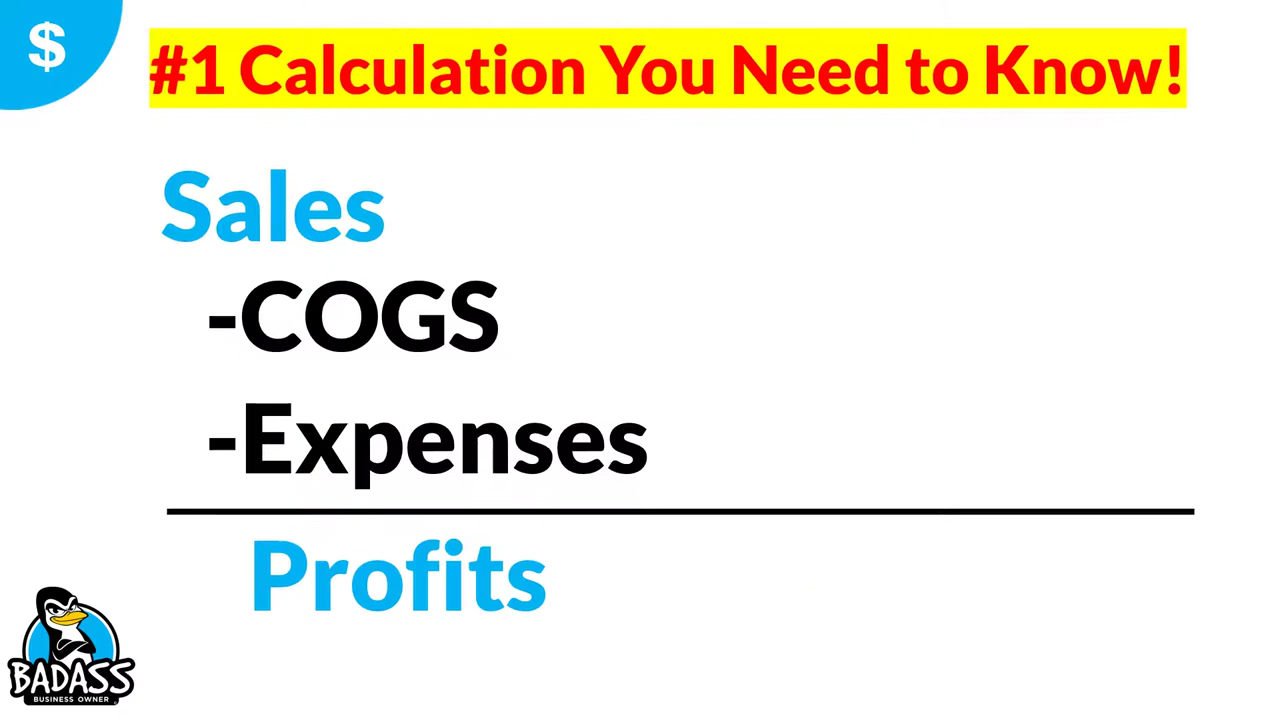 $
#1 Calculation You Need to Know!
Sales
-COGS
-Expenses
Profits
BADASS
BUSINESS OWNER